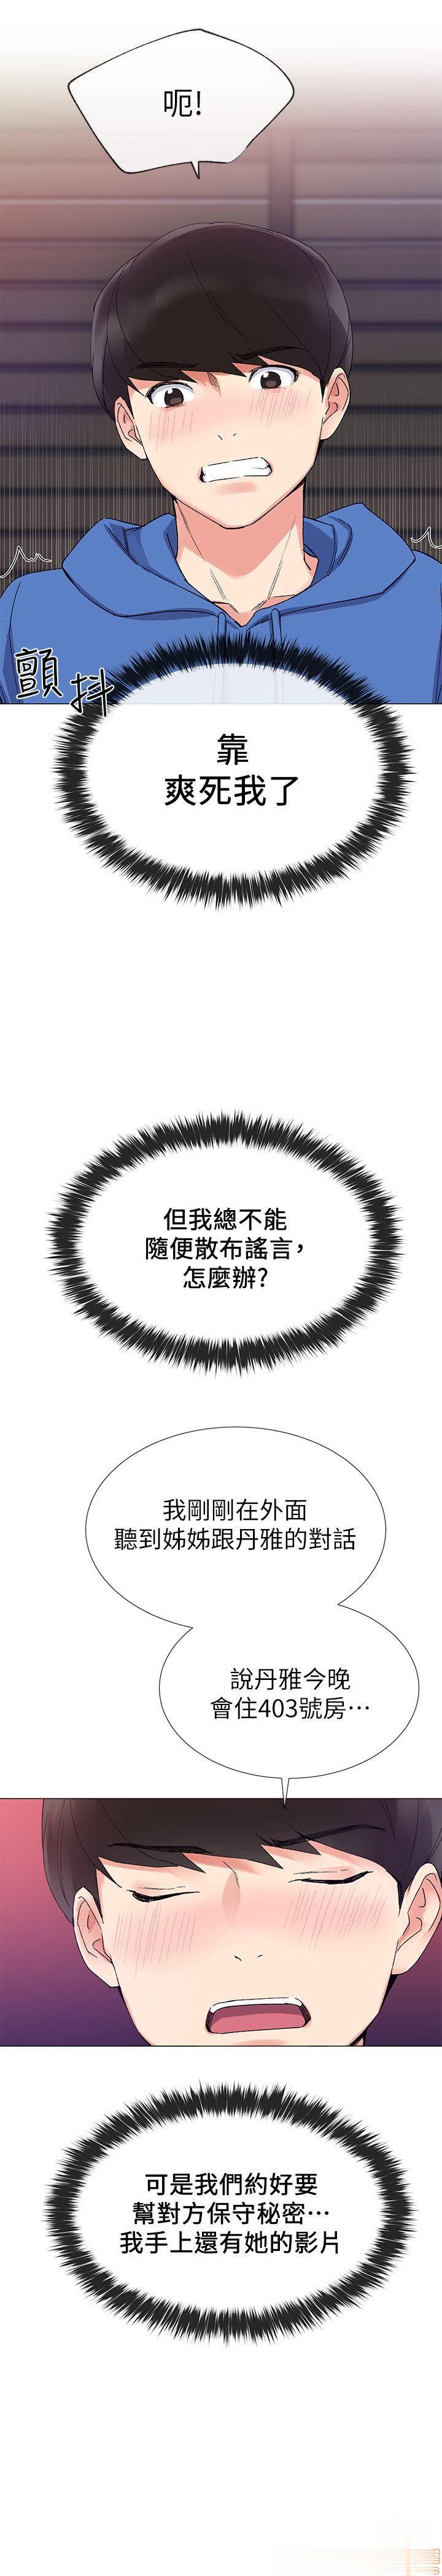 呃!
顫抖
靠
爽死我了
但我總不能
隨便散布謠言，
怎麼辦?
我剛剛在外面
聽到姊姊跟丹雅的對話
說丹雅今晚
會住403號房…
可是我們約好要
幫對方保守秘密…
我手上還有她的影片